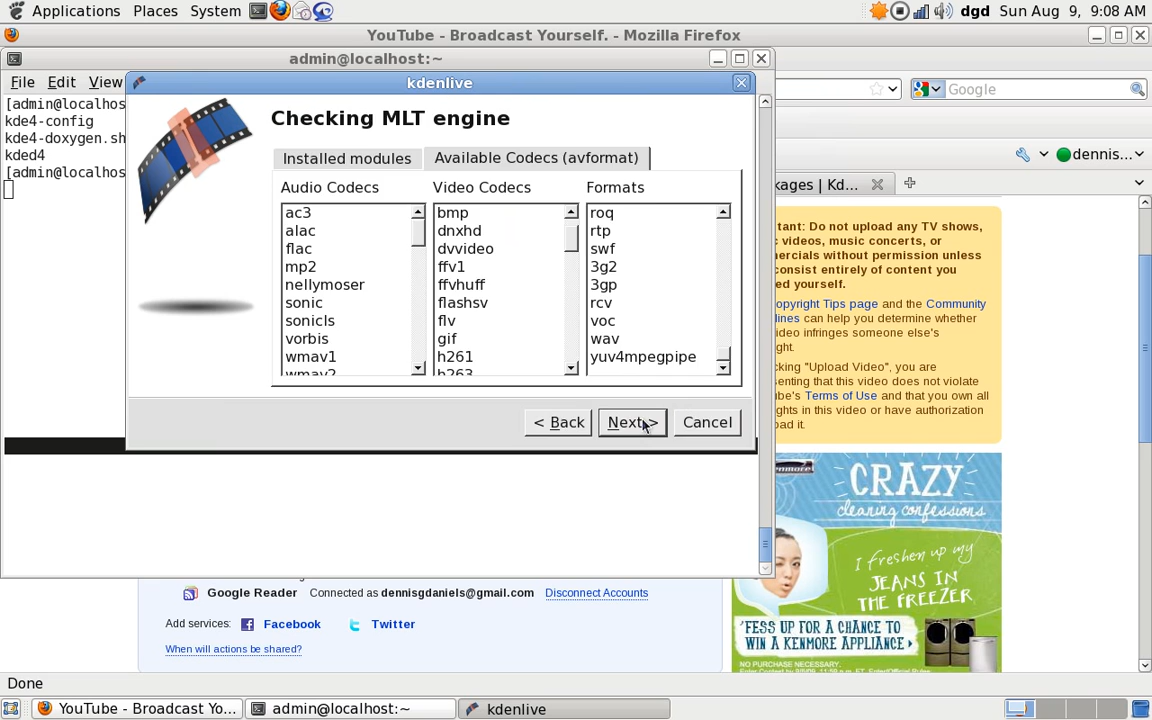 Applications Places System
dgd Sun Aug 9, 9:08 AM
YouTube - Broadcast Yourself. - Mozilla Firefox
admin@localhost:~
File Edit View
kdenlive
[admin@localhos
kde4-config
kde4-doxygen.sh
kded4
[admin@localhos
Checking MLT engine
Installed modules
Available Codecs (avformat)
Audio Codecs
ac3
alac
flac
mp2
nellymoser
sonic
sonicls
vorbis
wmav1
wmav2
Video Codecs
bmp
dnxhd
dvvideo
ffv1
ffvhuff
flashsv
flv
gif
h261
h263
Formats
roq
rtp
swf
3g2
3gp
rcv
voc
wav
yuv4mpegpipe
< Back
Next >
Cancel
Google
dennis...
kages | Kd...
tant: Do not upload any TV shows,
c videos, music concerts, or
mercials without permission unless
consist entirely of content you
ed yourself.
opyright Tips page and the Community
lines can help you determine whether
ideo infringes someone else's
ght.
cking "Upload Video", you are
senting that this video does not violate
be's Terms of Use and that you own all
ghts in this video or have authorization
oad it.
CRAZY
cleaning confessions
I freshen up my
JEANS IN
THE FREEZER
'FESS UP FOR A CHANCE TO
WIN A KENMORE APPLIANCE
NO PURCHASE NECESSARY.
Google Reader Connected as dennisgdaniels@gmail.com Disconnect Accounts
Add services: Facebook Twitter
When will actions be shared?
Done
YouTube - Broadcast Yo...
admin@localhost:~
kdenlive